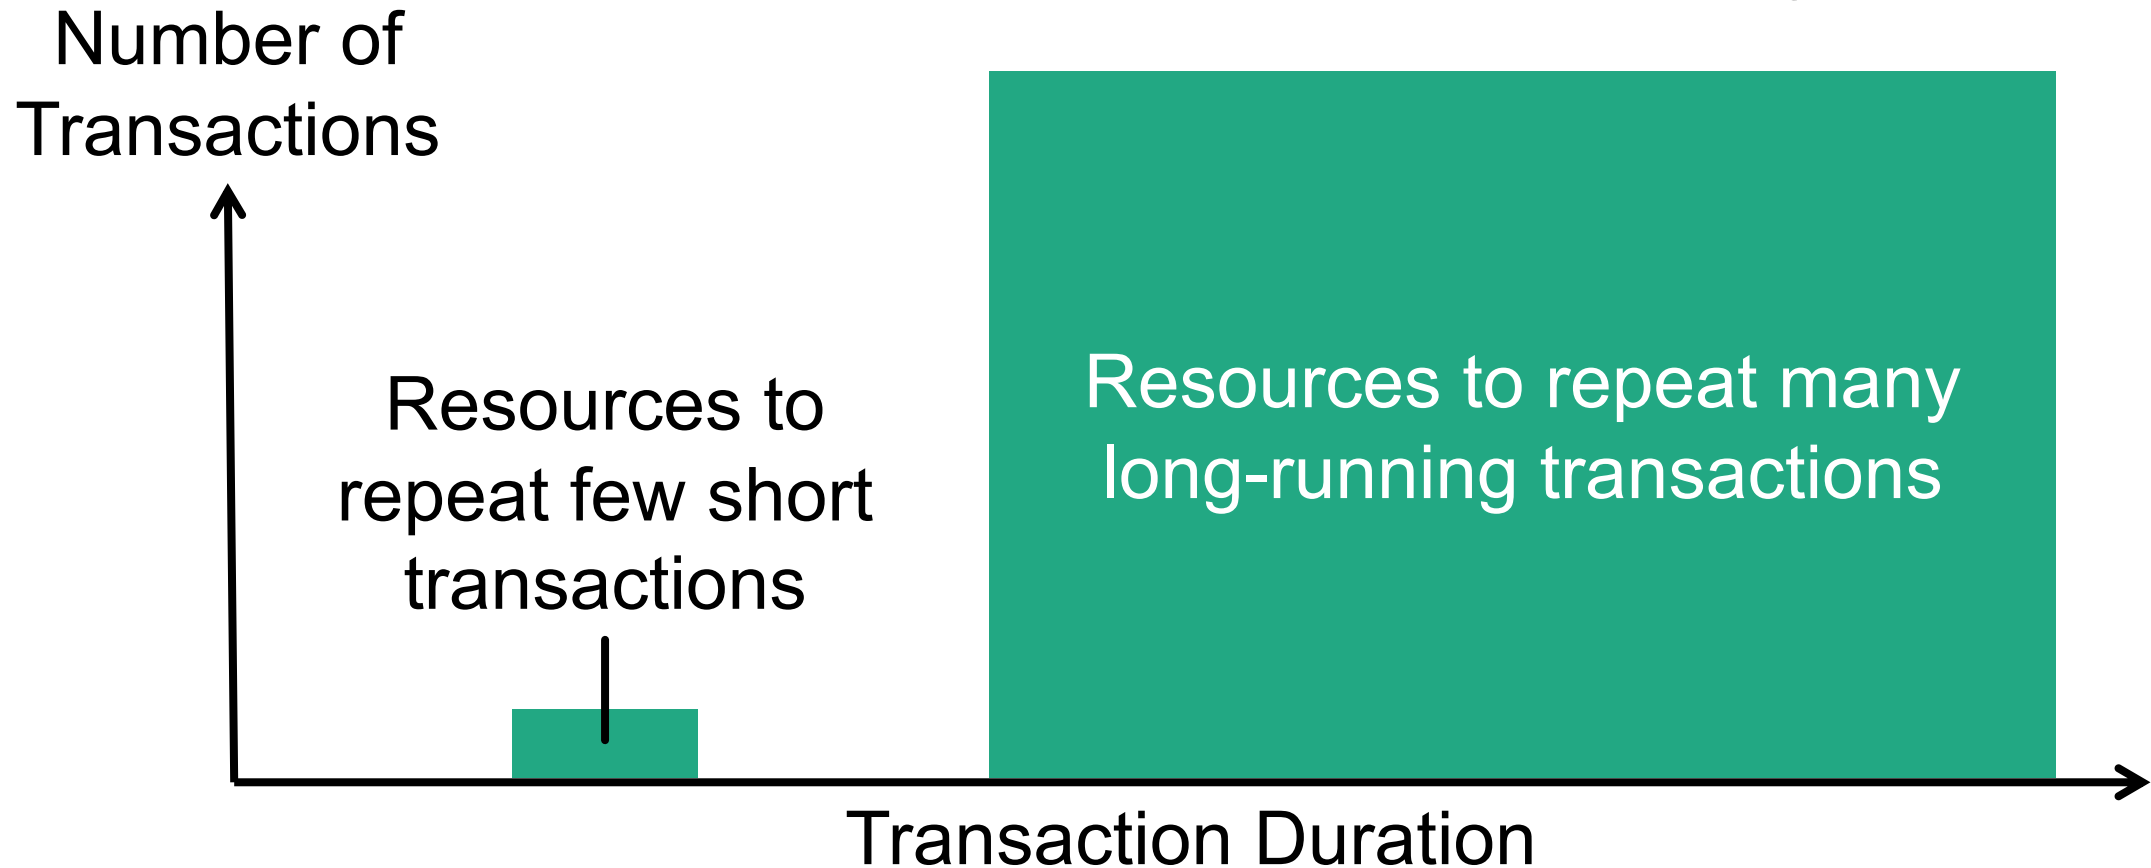 Number of
Transactions
Resources to
repeat few short
transactions
Resources to repeat many
long-running transactions
Transaction Duration